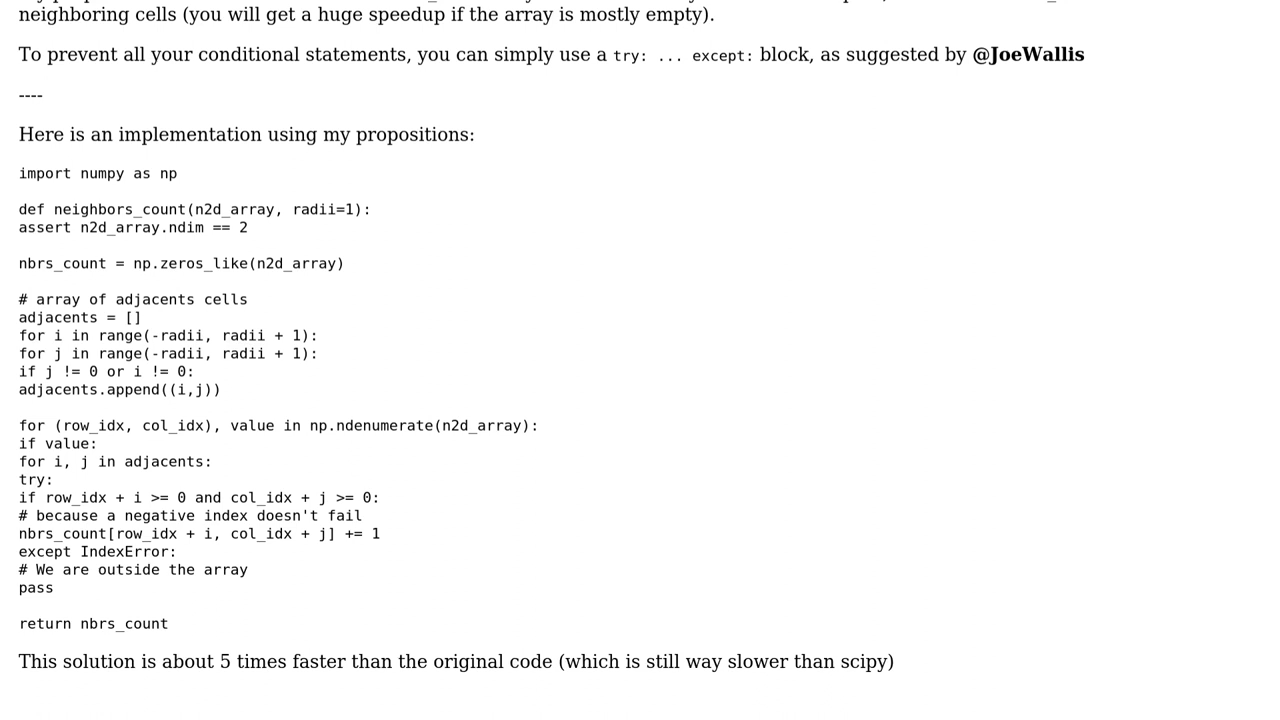 neighboring cells (you will get a huge speedup if the array is mostly empty).
To prevent all your conditional statements, you can simply use a try: ... except: block, as suggested by @JoeWallis
----
Here is an implementation using my propositions:
import numpy as np
def neighbors_count(n2d_array, radii=1):
assert n2d_array.ndim == 2
nbrs_count = np.zeros_like(n2d_array)
# array of adjacents cells
adjacents = []
for i in range(-radii, radii + 1):
for j in range(-radii, radii + 1):
if j != 0 or i != 0:
adjacents.append((i,j))
for (row_idx, col_idx), value in np.ndenumerate(n2d_array):
if value:
for i, j in adjacents:
try:
if row_idx + i >= 0 and col_idx + j >= 0:
# because a negative index doesn't fail
nbrs_count[row_idx + i, col_idx + j] += 1
except IndexError:
# We are outside the array
pass
return nbrs_count
This solution is about 5 times faster than the original code (which is still way slower than scipy)